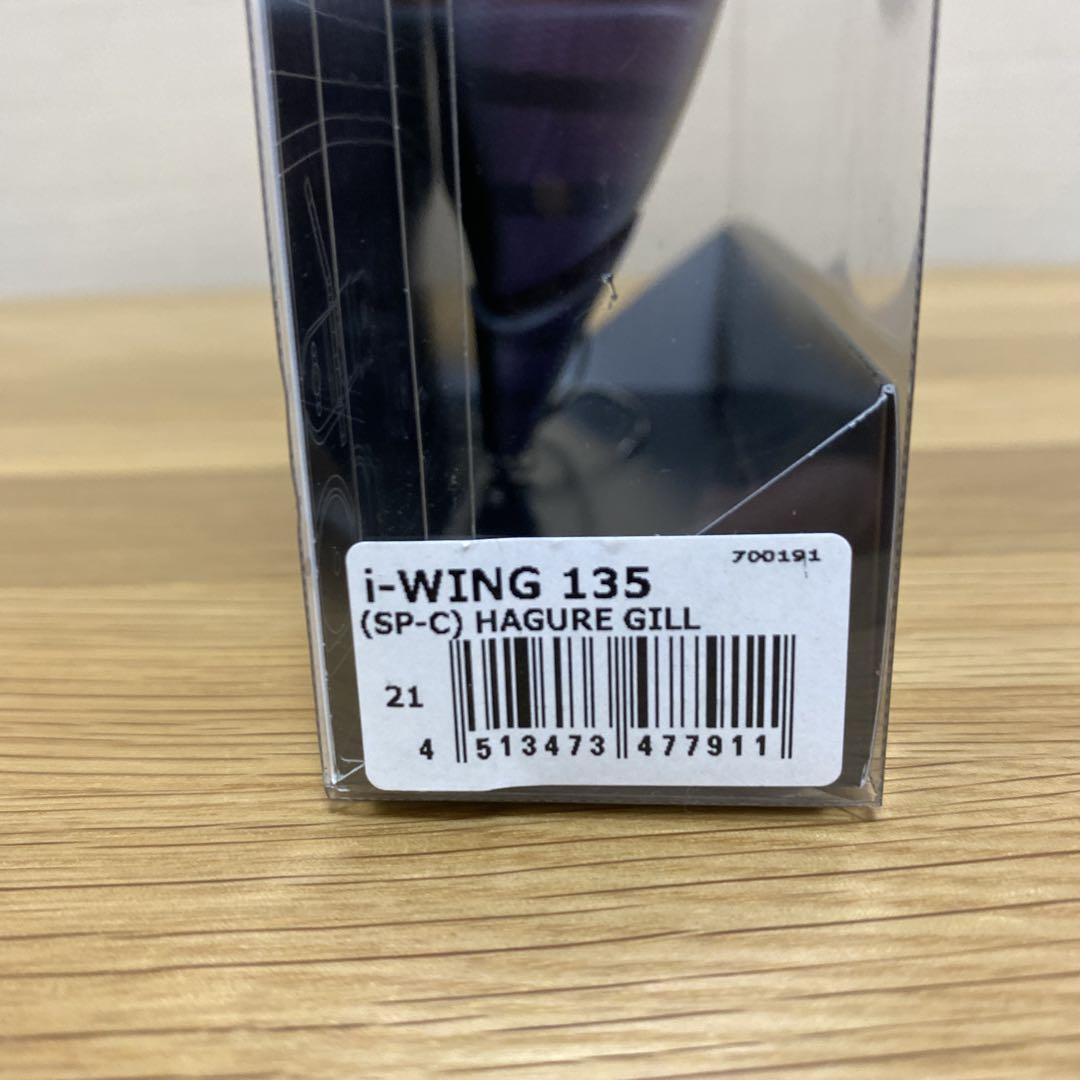 700191
i-WING 135
(SP-C) HAGURE GILL
21
4 513473 477911